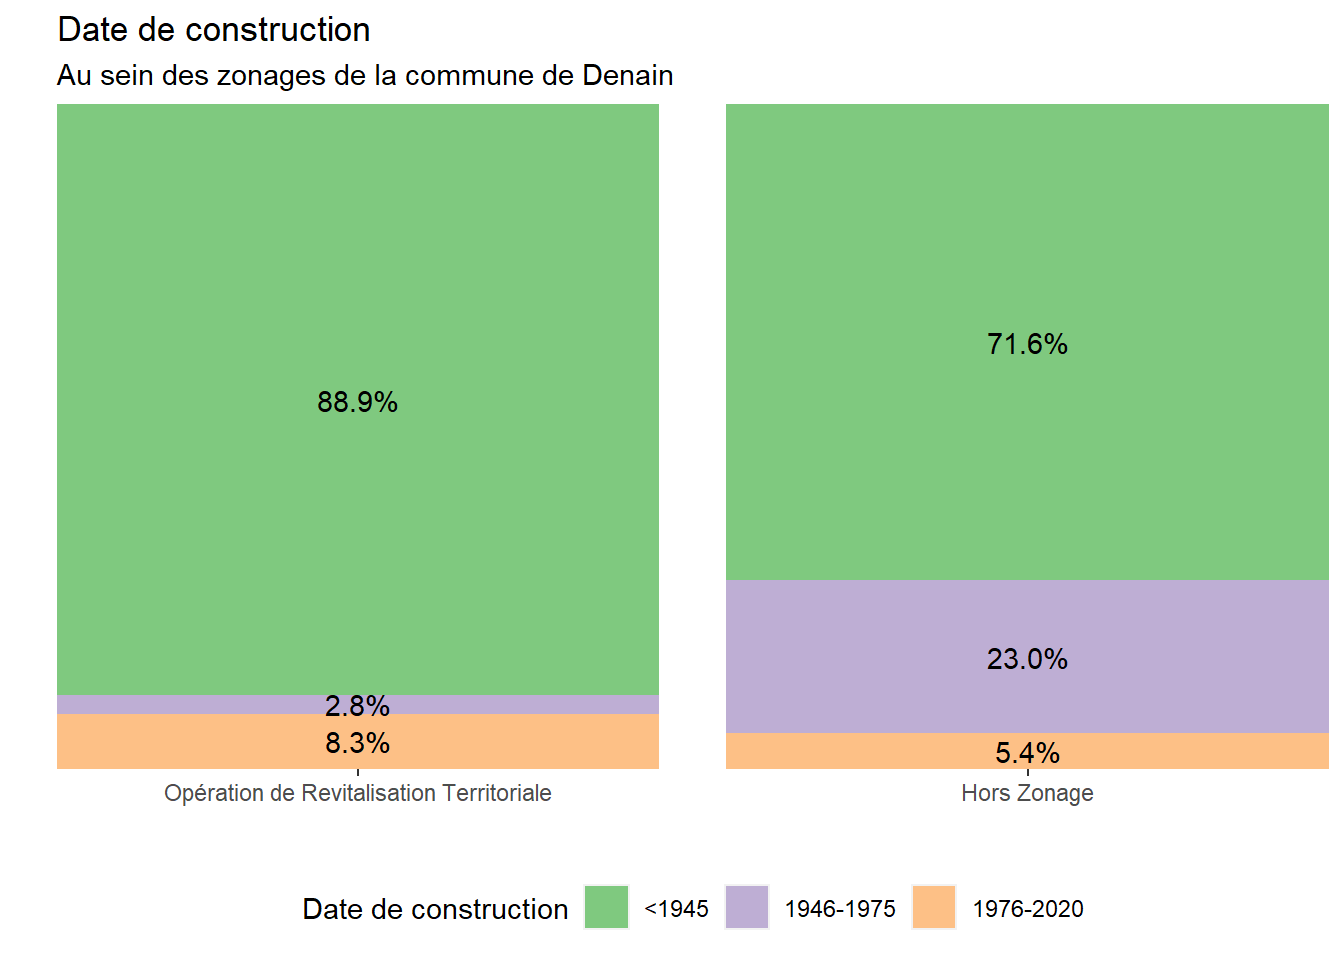 Date de construction
Au sein des zonages de la commune de Denain
88.9%
2.8%
8.3%
71.6%
23.0%
5.4%
Opération de Revitalisation Territoriale
Hors Zonage
Date de construction <1945 1946-1975 1976-2020